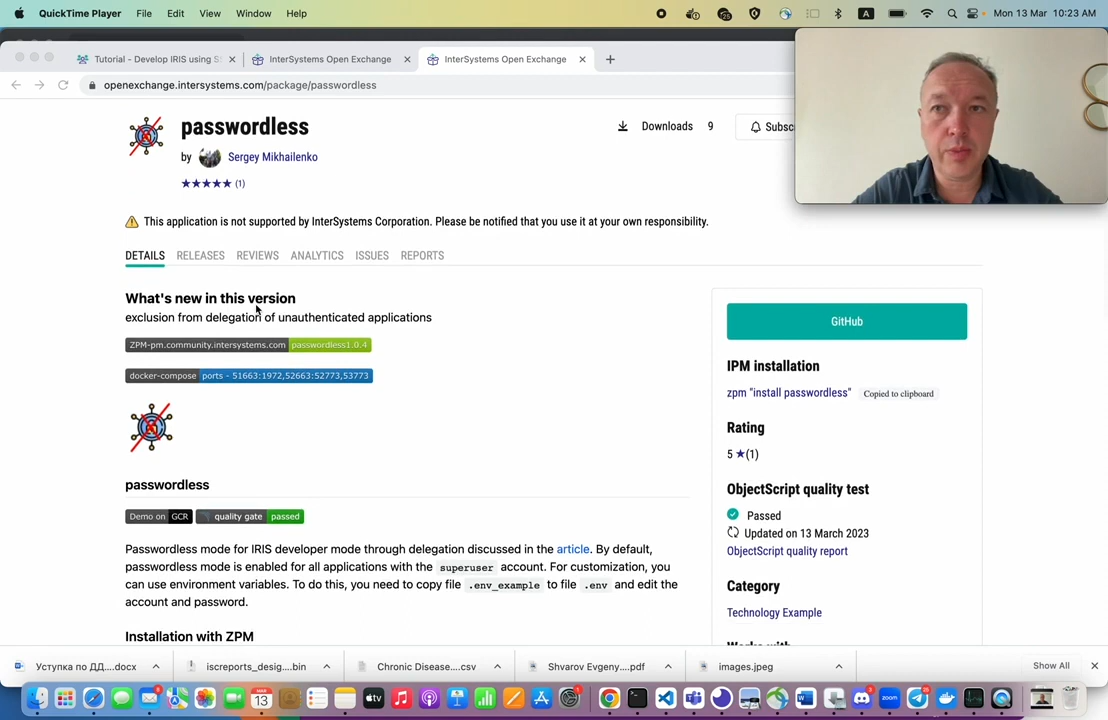 QuickTime Player File Edit View Window Help
A Mon 13 Mar 10:23 AM
Tutorial - Develop IRIS using S
InterSystems Open Exchange
InterSystems Open Exchange
openexchange.intersystems.com/package/passwordless
passwordless
Downloads 9
Subsc
by Sergey Mikhailenko
★★★★★ (1)
This application is not supported by InterSystems Corporation. Please be notified that you use it at your own responsibility.
DETAILS RELEASES REVIEWS ANALYTICS ISSUES REPORTS
What's new in this version
exclusion from delegation of unauthenticated applications
ZPM-pm.community.intersystems.com passwordless1.0.4
docker-compose ports - 51663:1972,52663:52773,53773
passwordless
Demo on GCR quality gate passed
Passwordless mode for IRIS developer mode through delegation discussed in the article. By default,
passwordless mode is enabled for all applications with the superuser account. For customization, you
can use environment variables. To do this, you need to copy file .env_example to file .env and edit the
account and password.
Installation with ZPM
GitHub
IPM installation
zpm "install passwordless" Copied to clipboard
Rating
5 ★(1)
ObjectScript quality test
Passed
Updated on 13 March 2023
ObjectScript quality report
Category
Technology Example
Уступка по ДД....docx
iscreports_desig....bin
Chronic Disease....csv
Shvarov Evgeny....pdf
images.jpeg
Show All